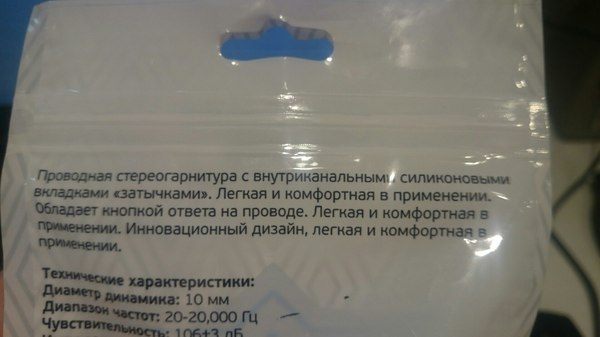 Проводная стереогарнитура с внутриканальными силиконовыми
вкладками «затычками». Легкая и комфортная в применении.
Обладает кнопкой ответа на проводе. Легкая и комфортная в
применении. Инновационный дизайн, легкая и комфортная в
применении.
Технические характеристики:
Диаметр динамика: 10 мм
Диапазон частот: 20-20,000 Гц
Чувствительность: 106±3 дБ